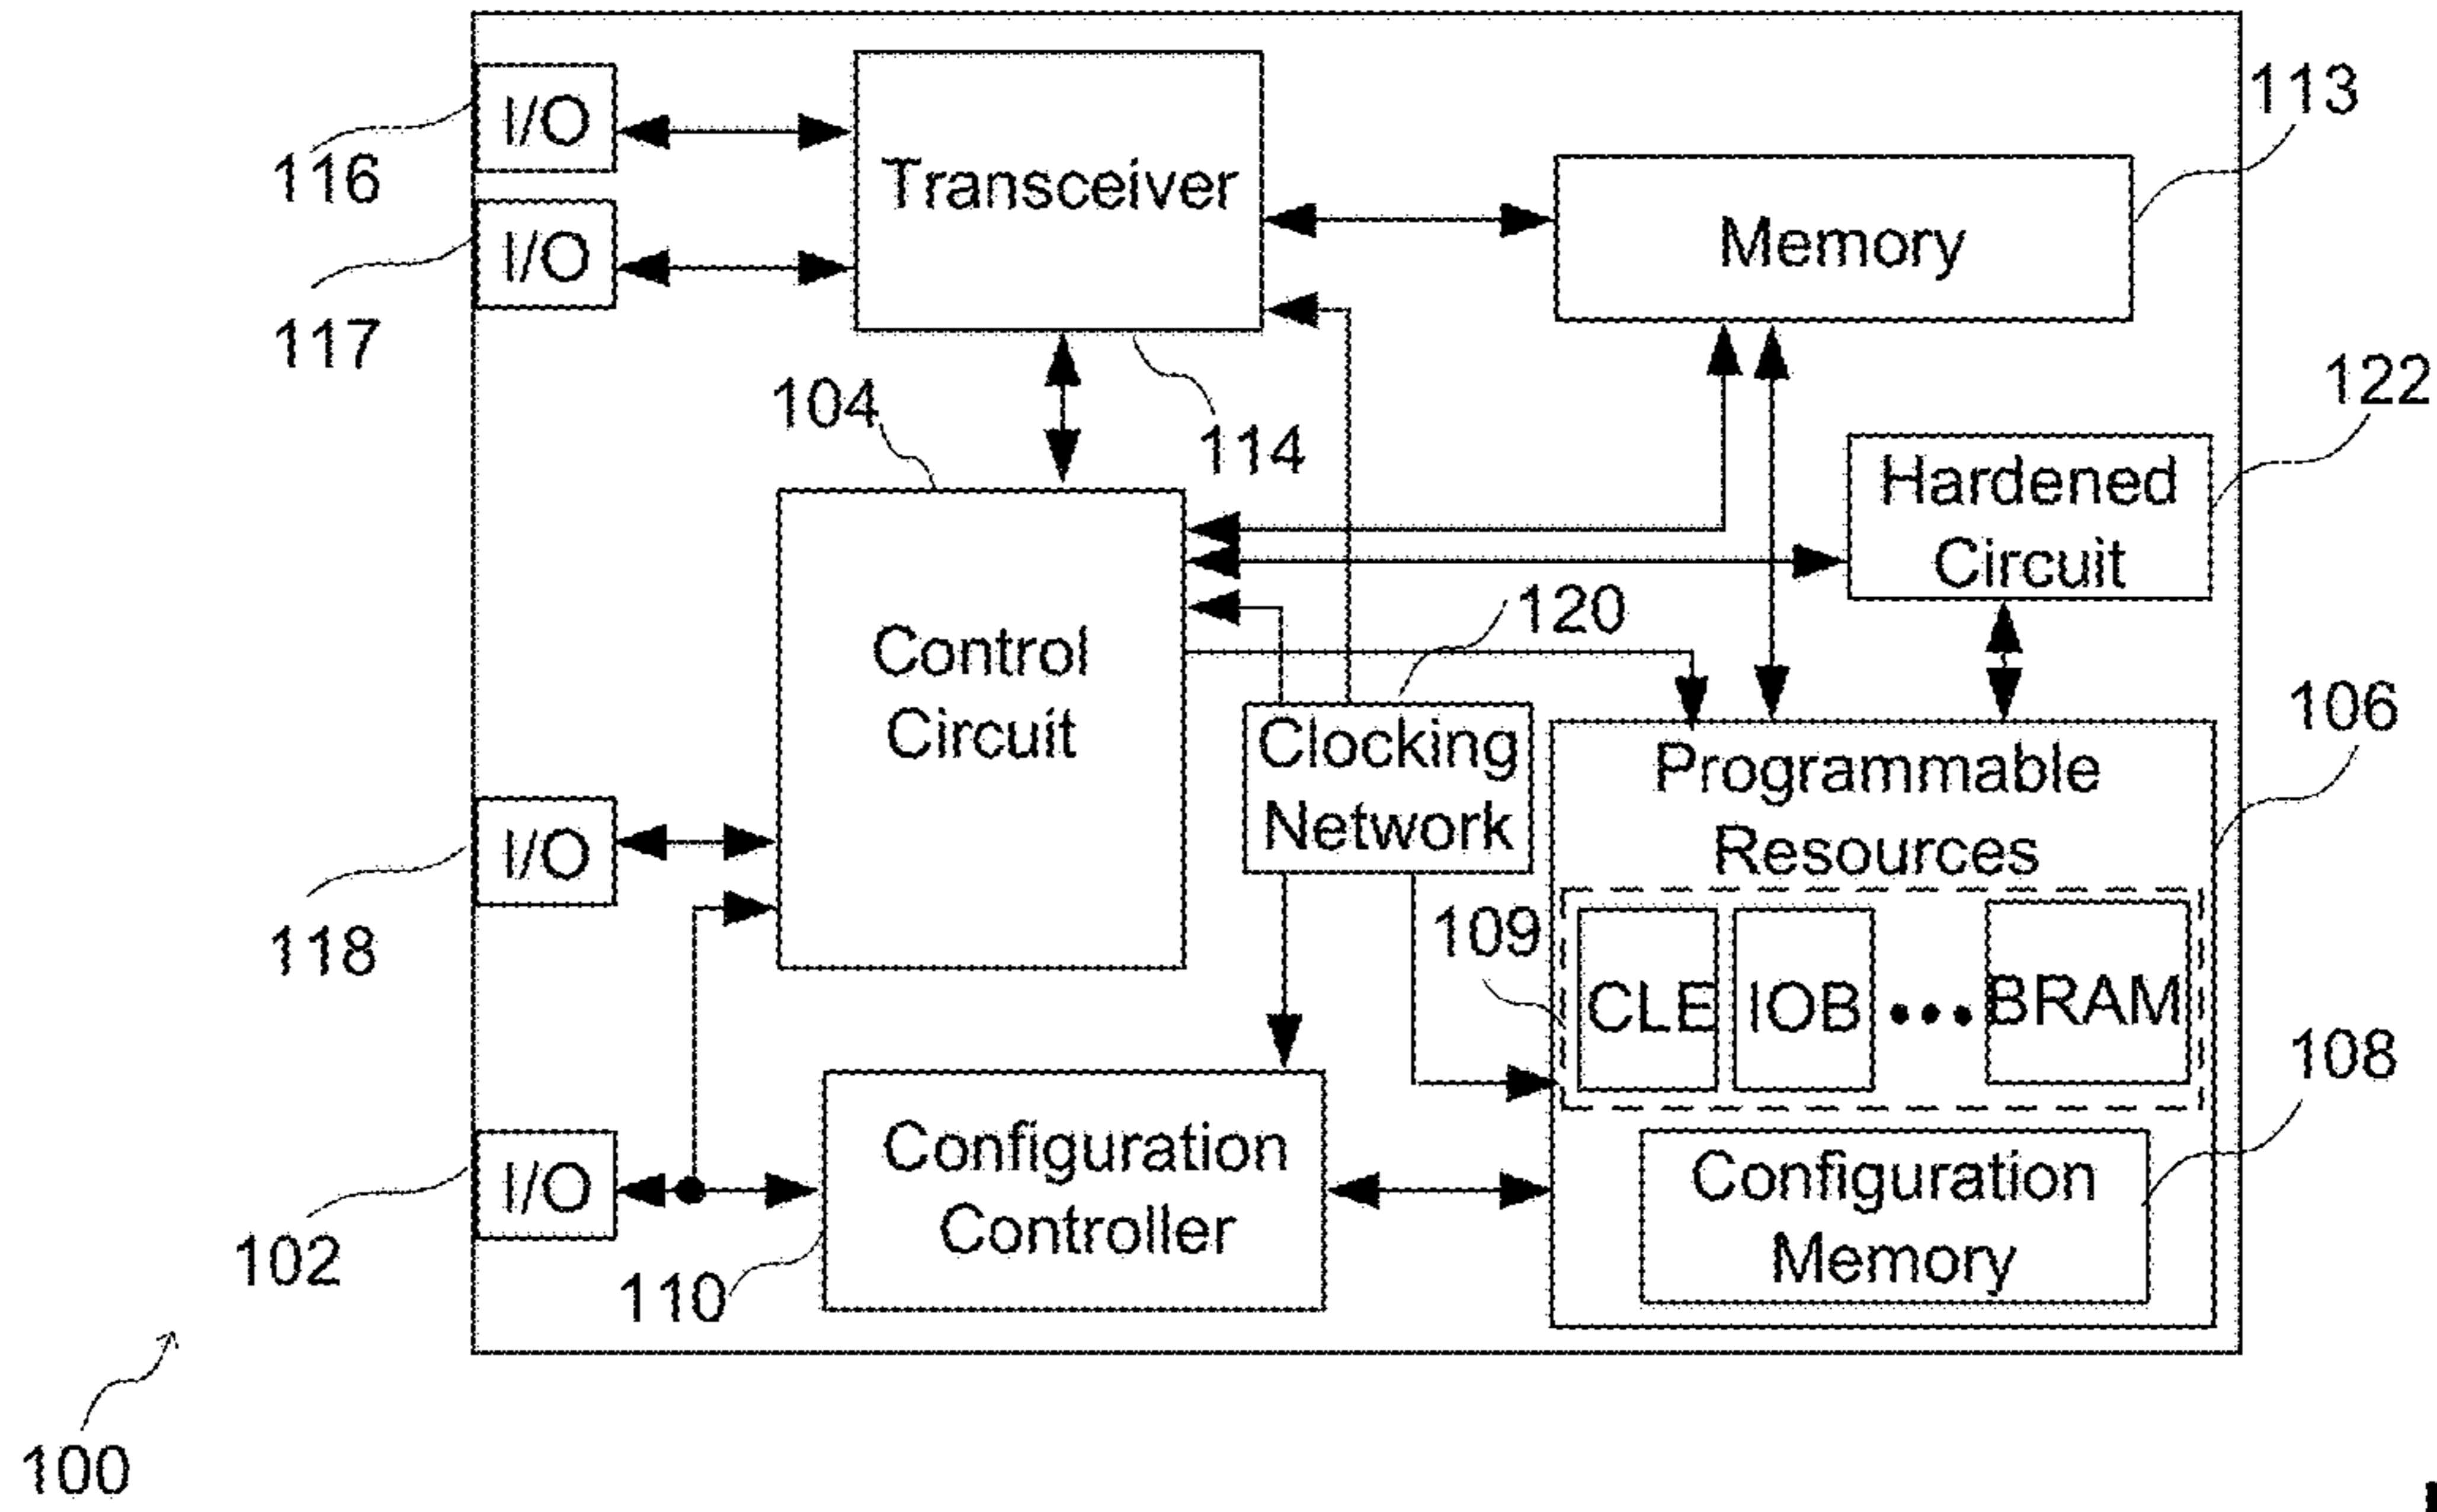 I/O
116
Transceiver
113
Memory
I/O
117
122
104
114
Hardened
Circuit
120
Control
Circuit
106
Clocking
Network
Programmable
Resources
I/O
118
109
CLE
IOB
•••
BRAM
108
I/O
102
Configuration
Controller
110
Configuration
Memory
100